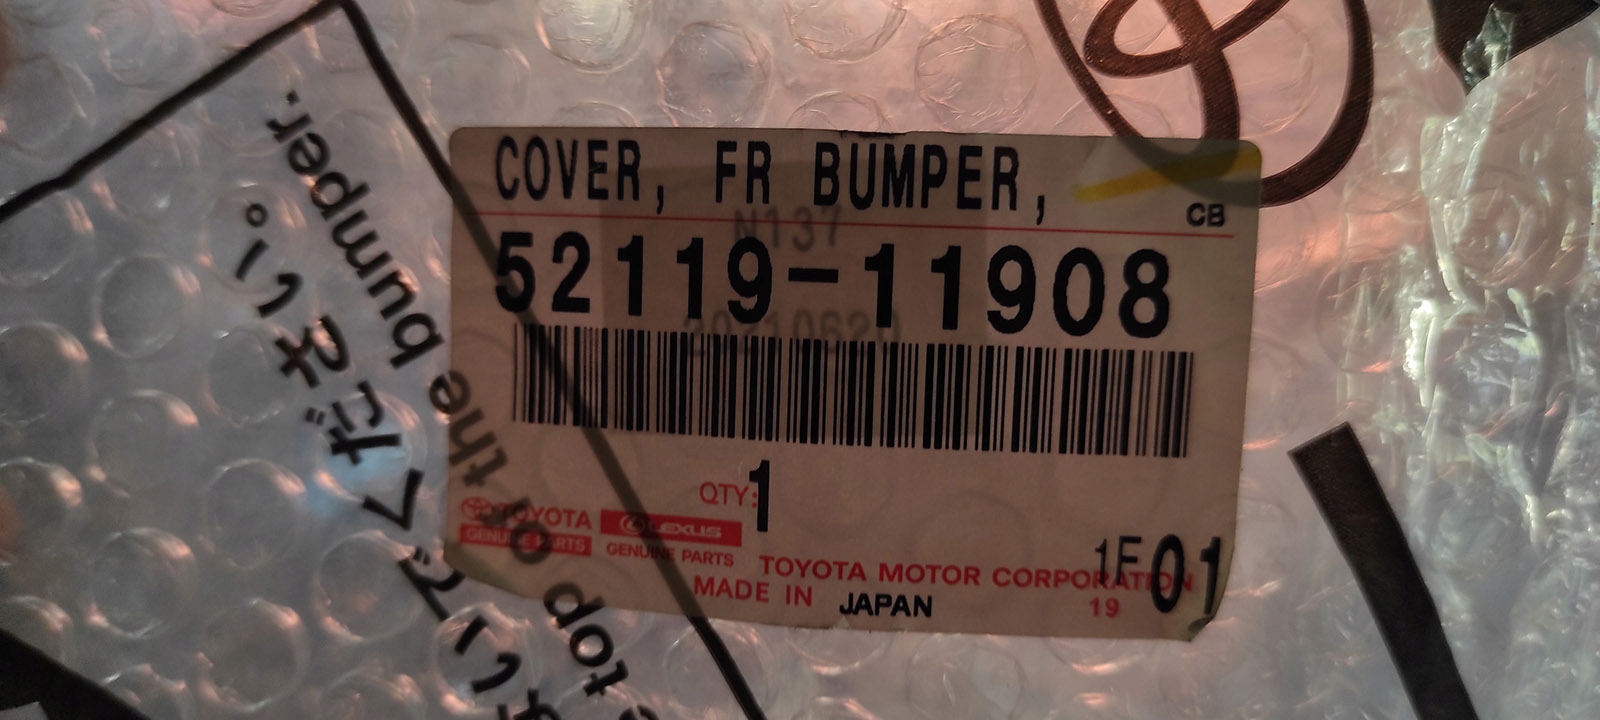 COVER, FR BUMPER,
CB
N137
52119-11908
20210620
QTY:1
TOYOTA
GENUINE PARTS
LEXUS
GENUINE PARTS
TOYOTA MOTOR CORPORATION
MADE IN JAPAN
19
1F01
top of the bumper.
ください。